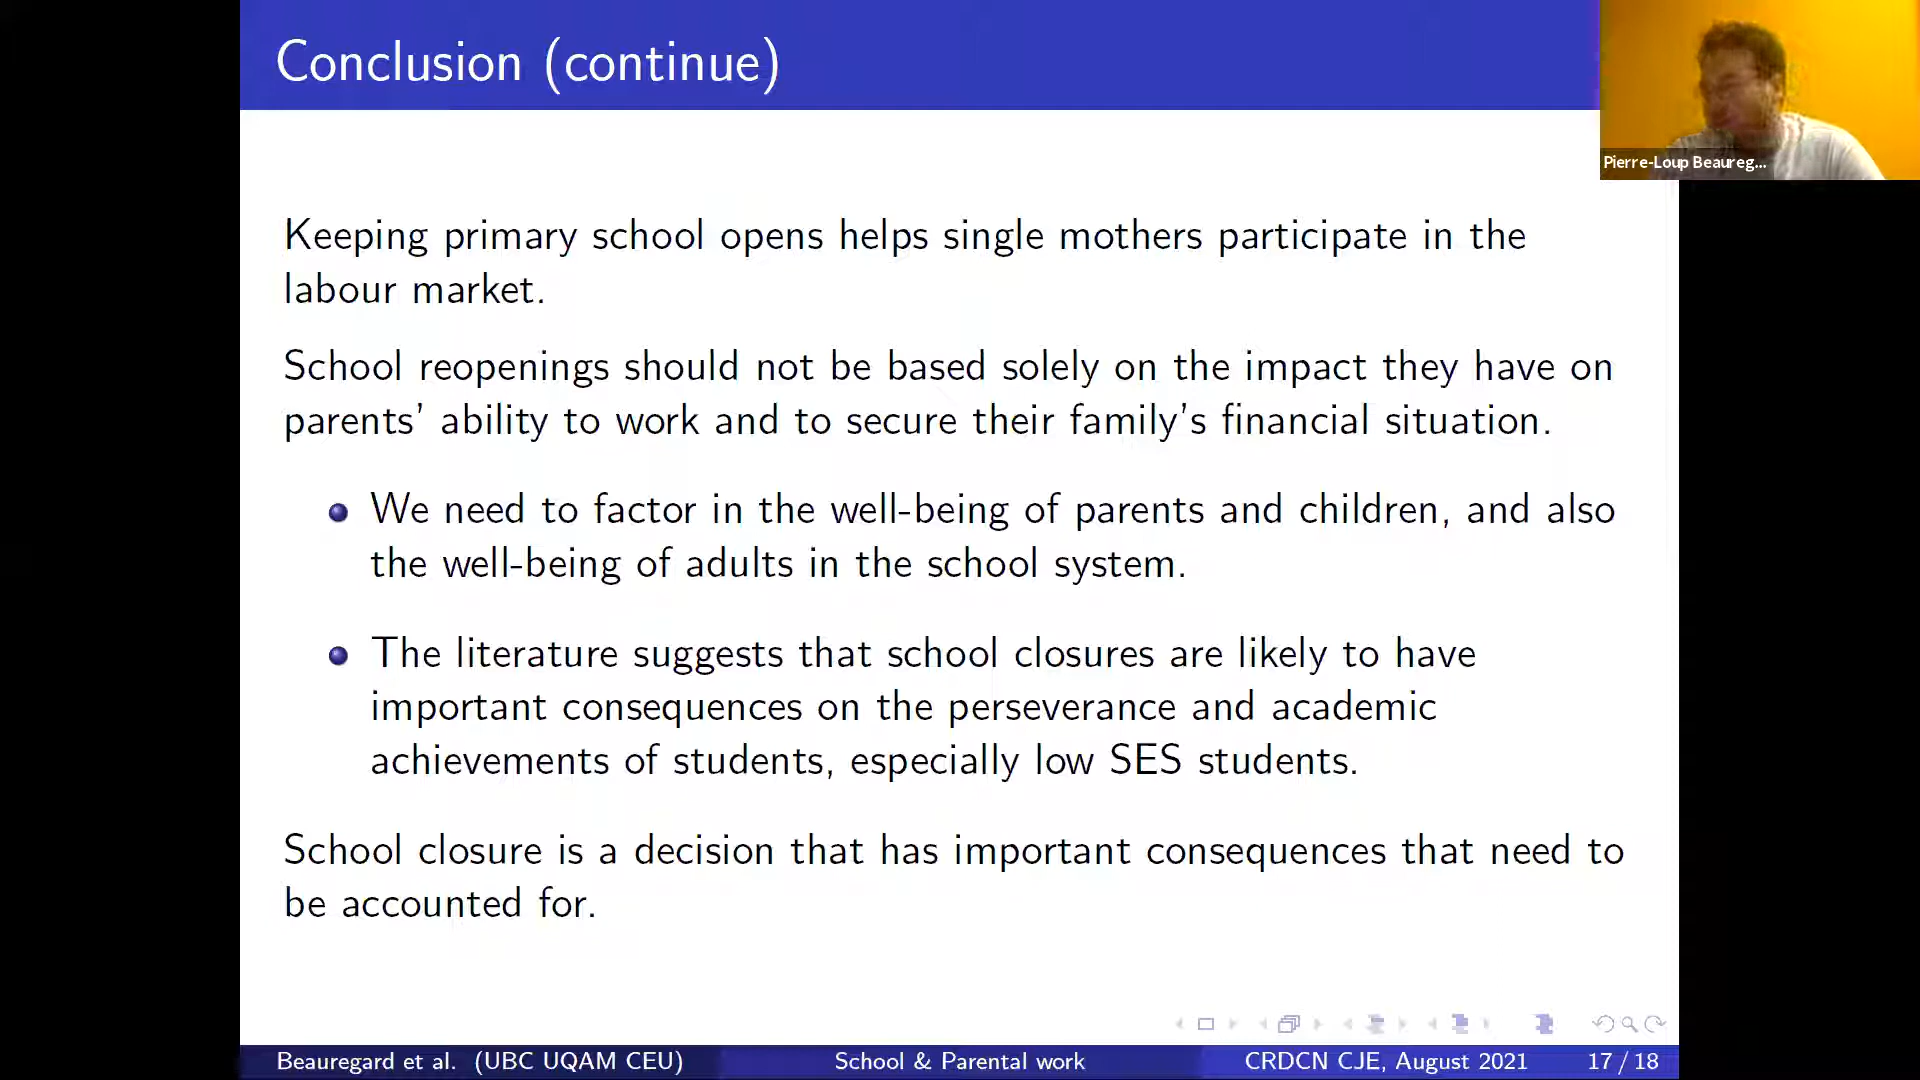 Conclusion (continue)
Pierre-Loup Beaureg...
Keeping primary school opens helps single mothers participate in the
labour market.
School reopenings should not be based solely on the impact they have on
parents' ability to work and to secure their family's financial situation.
We need to factor in the well-being of parents and children, and also
the well-being of adults in the school system.
The literature suggests that school closures are likely to have
important consequences on the perseverance and academic
achievements of students, especially low SES students.
School closure is a decision that has important consequences that need to
be accounted for.
Beauregard et al. (UBC UQAM CEU) School & Parental work CRDCN CJE, August 2021 17 / 18